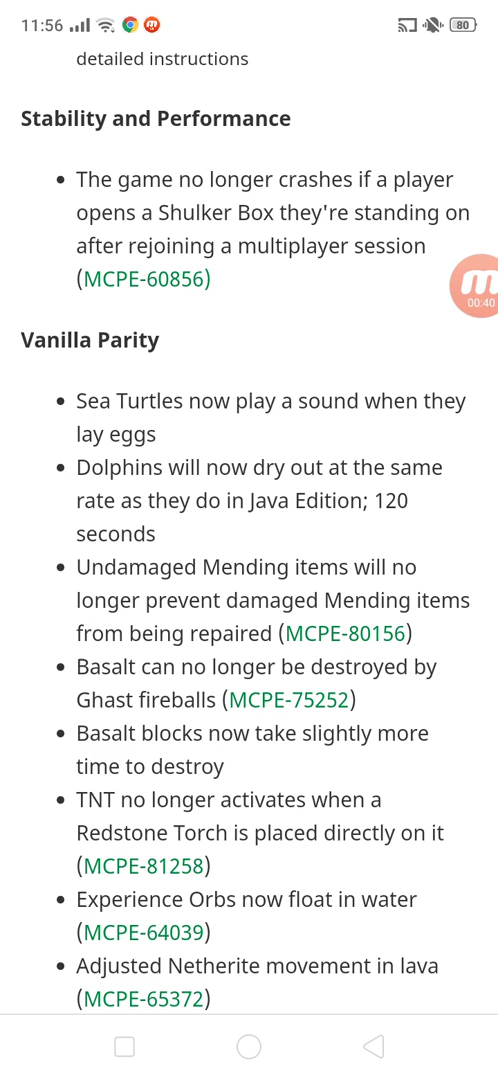 11:56
80
detailed instructions
Stability and Performance
• The game no longer crashes if a player
opens a Shulker Box they're standing on
after rejoining a multiplayer session
(MCPE-60856)
00:40
Vanilla Parity
• Sea Turtles now play a sound when they
lay eggs
• Dolphins will now dry out at the same
rate as they do in Java Edition; 120
seconds
• Undamaged Mending items will no
longer prevent damaged Mending items
from being repaired (MCPE-80156)
• Basalt can no longer be destroyed by
Ghast fireballs (MCPE-75252)
• Basalt blocks now take slightly more
time to destroy
• TNT no longer activates when a
Redstone Torch is placed directly on it
(MCPE-81258)
• Experience Orbs now float in water
(MCPE-64039)
• Adjusted Netherite movement in lava
(MCPE-65372)